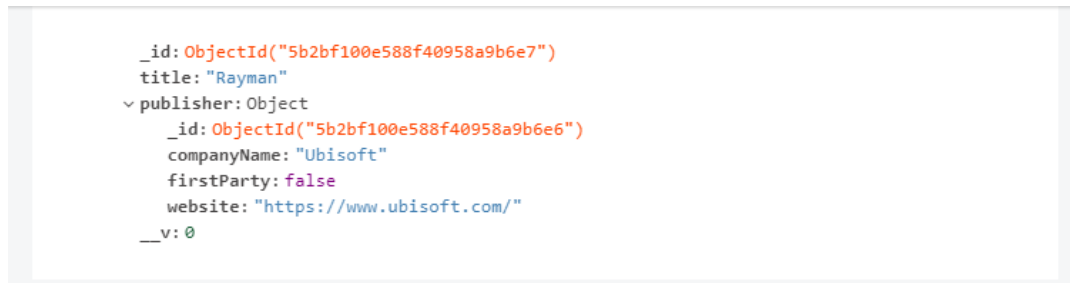 _id: ObjectId("5b2bf100e588f40958a9b6e7")
title: "Rayman"
publisher: Object
_id: ObjectId("5b2bf100e588f40958a9b6e6")
companyName: "Ubisoft"
firstParty: false
website: "https://www.ubisoft.com/"
__v: 0